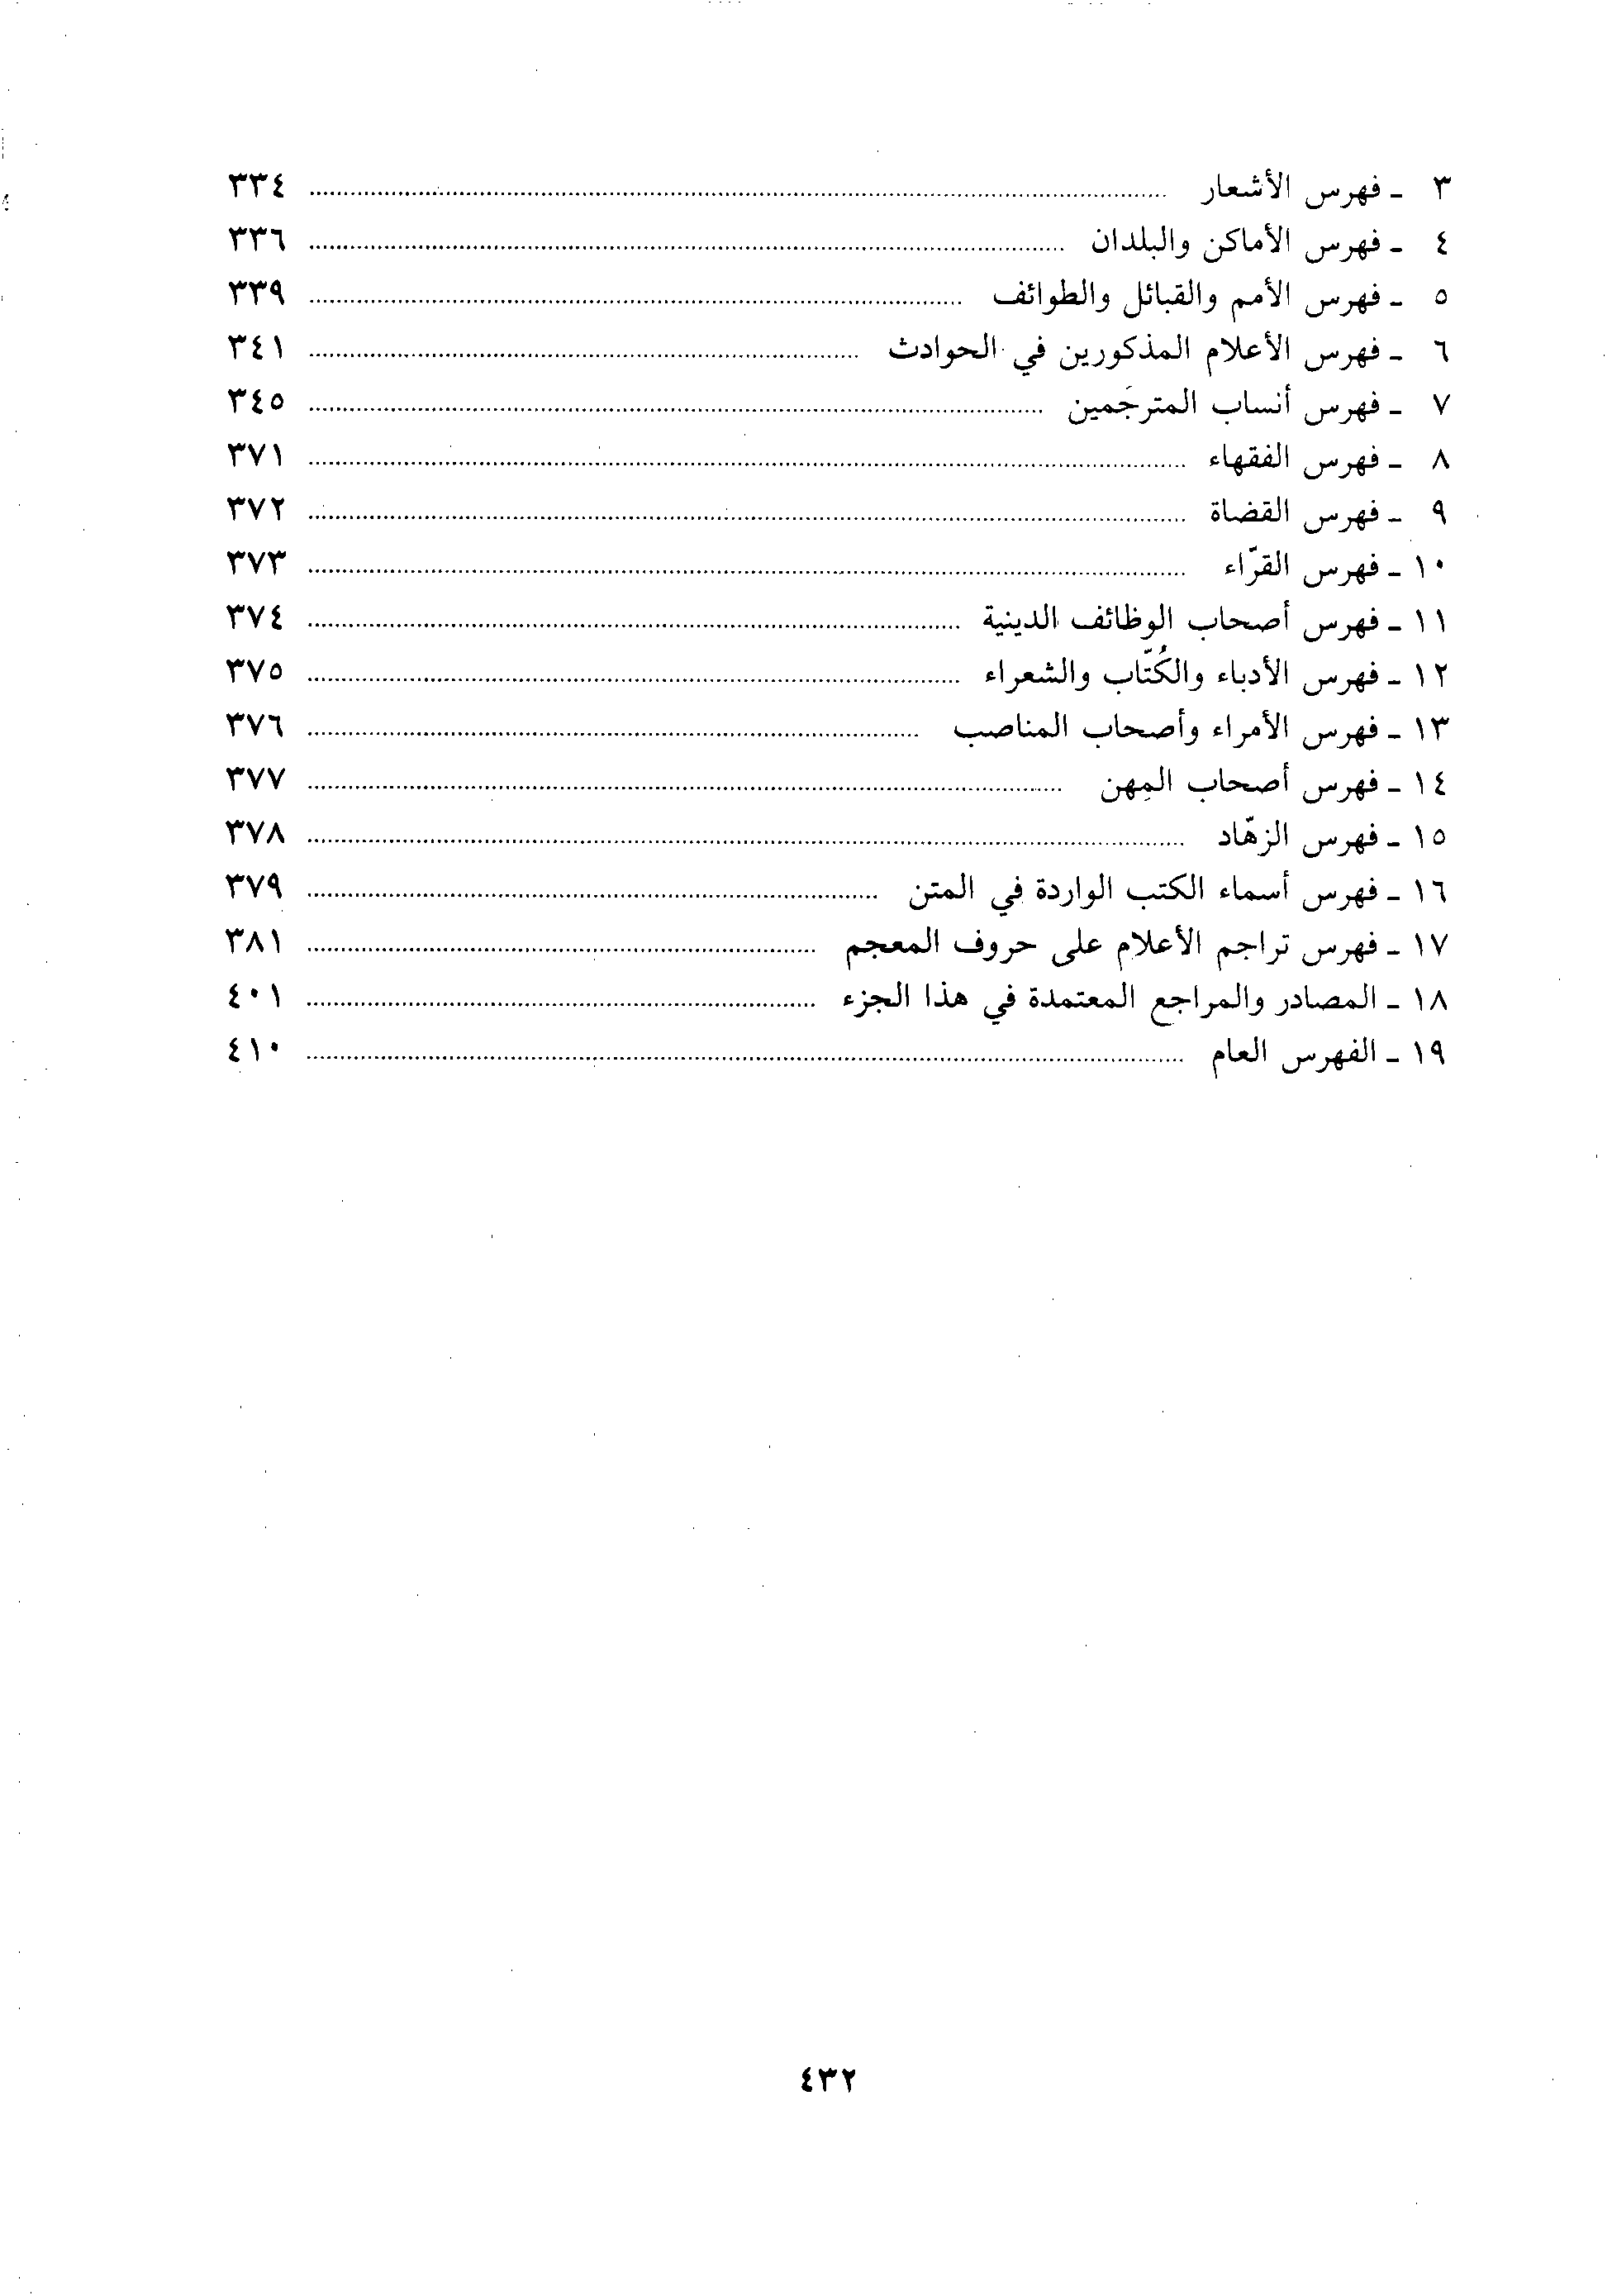 ٣ - فهرس الأشعار ........ ٣٣٤
٤ - فهرس الأماكن والبلدان ........ ٣٣٦
٥ - فهرس الأمم والقبائل والطوائف ........ ٣٣٩
٦ - فهرس الأعلام المذكورين في الحوادث ........ ٣٤١
٧ - فهرس أنساب المترجَمين ........ ٣٤٥
٨ - فهرس الفقهاء ........ ٣٧١
٩ - فهرس القضاة ........ ٣٧٢
١٠ - فهرس القرّاء ........ ٣٧٣
١١ - فهرس أصحاب الوظائف الدينية ........ ٣٧٤
١٢ - فهرس الأدباء والكُتّاب والشعراء ........ ٣٧٥
١٣ - فهرس الأمراء وأصحاب المناصب ........ ٣٧٦
١٤ - فهرس أصحاب المِهن ........ ٣٧٧
١٥ - فهرس الزهّاد ........ ٣٧٨
١٦ - فهرس أسماء الكتب الواردة في المتن ........ ٣٧٩
١٧ - فهرس تراجم الأعلام على حروف المعجم ........ ٣٨١
١٨ - المصادر والمراجع المعتمدة في هذا الجزء ........ ٤٠١
١٩ - الفهرس العام ........ ٤١٠
٤٣٢